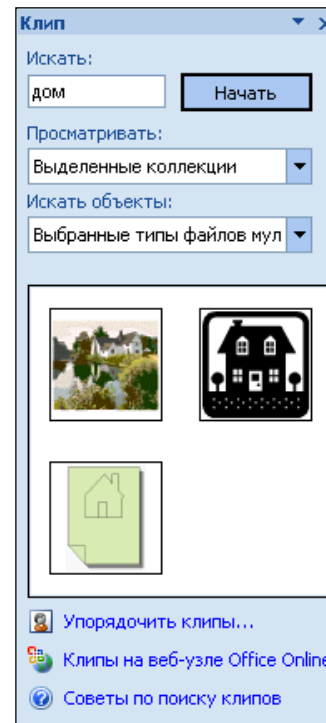 Клип
Искать:
дом
Начать
Просматривать:
Выделенные коллекции
Искать объекты:
Выбранные типы файлов мул
Упорядочить клипы...
Клипы на веб-узле Office Online
Советы по поиску клипов